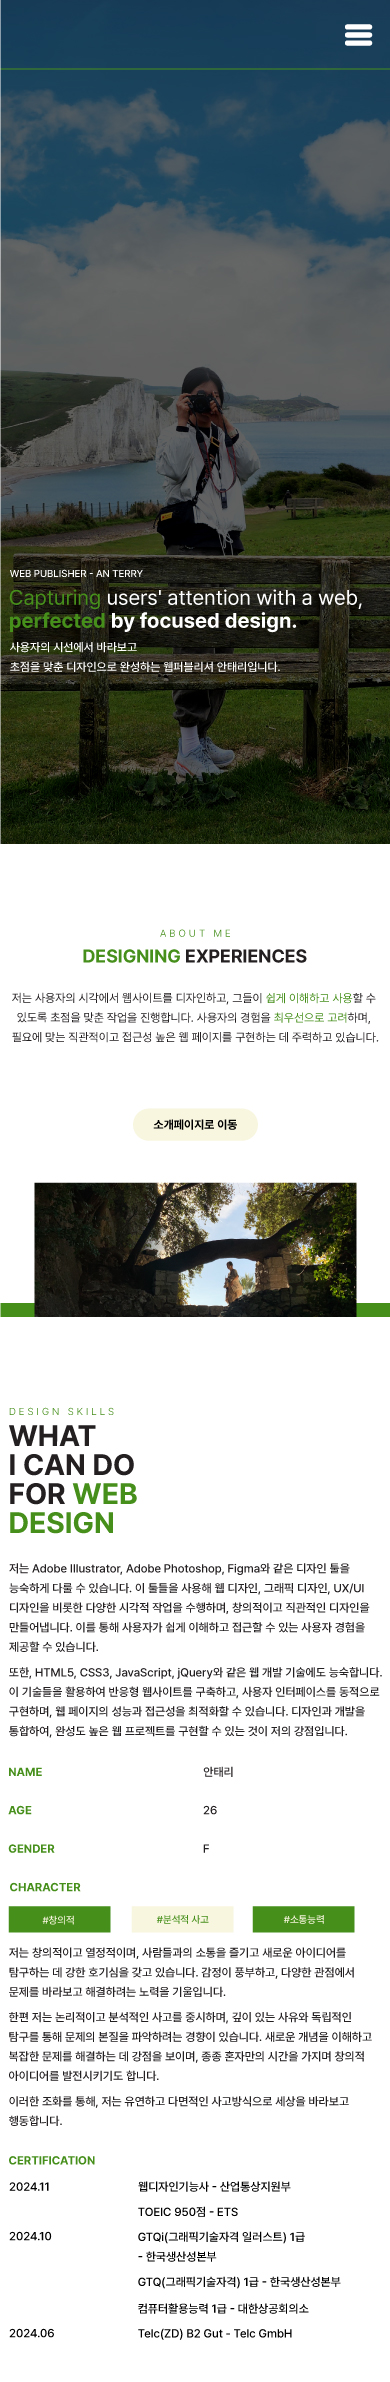 WEB PUBLISHER - AN TERRY
Capturing users' attention with a web,
perfected by focused design.
사용자의 시선에서 바라보고
초점을 맞춘 디자인으로 완성하는 웹퍼블리셔 안태리입니다.
ABOUT ME
DESIGNING EXPERIENCES
저는 사용자의 시각에서 웹사이트를 디자인하고, 그들이 쉽게 이해하고 사용할 수
있도록 초점을 맞춘 작업을 진행합니다. 사용자의 경험을 최우선으로 고려하며,
필요에 맞는 직관적이고 접근성 높은 웹 페이지를 구현하는 데 주력하고 있습니다.
소개페이지로 이동
DESIGN SKILLS
WHAT
I CAN DO
FOR WEB
DESIGN
저는 Adobe Illustrator, Adobe Photoshop, Figma와 같은 디자인 툴을
능숙하게 다룰 수 있습니다. 이 툴들을 사용해 웹 디자인, 그래픽 디자인, UX/UI
디자인을 비롯한 다양한 시각적 작업을 수행하며, 창의적이고 직관적인 디자인을
만들어냅니다. 이를 통해 사용자가 쉽게 이해하고 접근할 수 있는 사용자 경험을
제공할 수 있습니다.
또한, HTML5, CSS3, JavaScript, jQuery와 같은 웹 개발 기술에도 능숙합니다.
이 기술들을 활용하여 반응형 웹사이트를 구축하고, 사용자 인터페이스를 동적으로
구현하며, 웹 페이지의 성능과 접근성을 최적화할 수 있습니다. 디자인과 개발을
통합하여, 완성도 높은 웹 프로젝트를 구현할 수 있는 것이 저의 강점입니다.
NAME 안태리
AGE 26
GENDER F
CHARACTER
#창의적 #분석적 사고 #소통능력
저는 창의적이고 열정적이며, 사람들과의 소통을 즐기고 새로운 아이디어를
탐구하는 데 강한 호기심을 갖고 있습니다. 감정이 풍부하고, 다양한 관점에서
문제를 바라보고 해결하려는 노력을 기울입니다.
한편 저는 논리적이고 분석적인 사고를 중시하며, 깊이 있는 사유와 독립적인
탐구를 통해 문제의 본질을 파악하려는 경향이 있습니다. 새로운 개념을 이해하고
복잡한 문제를 해결하는 데 강점을 보이며, 종종 혼자만의 시간을 가지며 창의적
아이디어를 발전시키기도 합니다.
이러한 조화를 통해, 저는 유연하고 다면적인 사고방식으로 세상을 바라보고
행동합니다.
CERTIFICATION
2024.11 웹디자인기능사 - 산업통상지원부
TOEIC 950점 - ETS
2024.10 GTQi(그래픽기술자격 일러스트) 1급
- 한국생산성본부
GTQ(그래픽기술자격) 1급 - 한국생산성본부
컴퓨터활용능력 1급 - 대한상공회의소
2024.06 Telc(ZD) B2 Gut - Telc GmbH